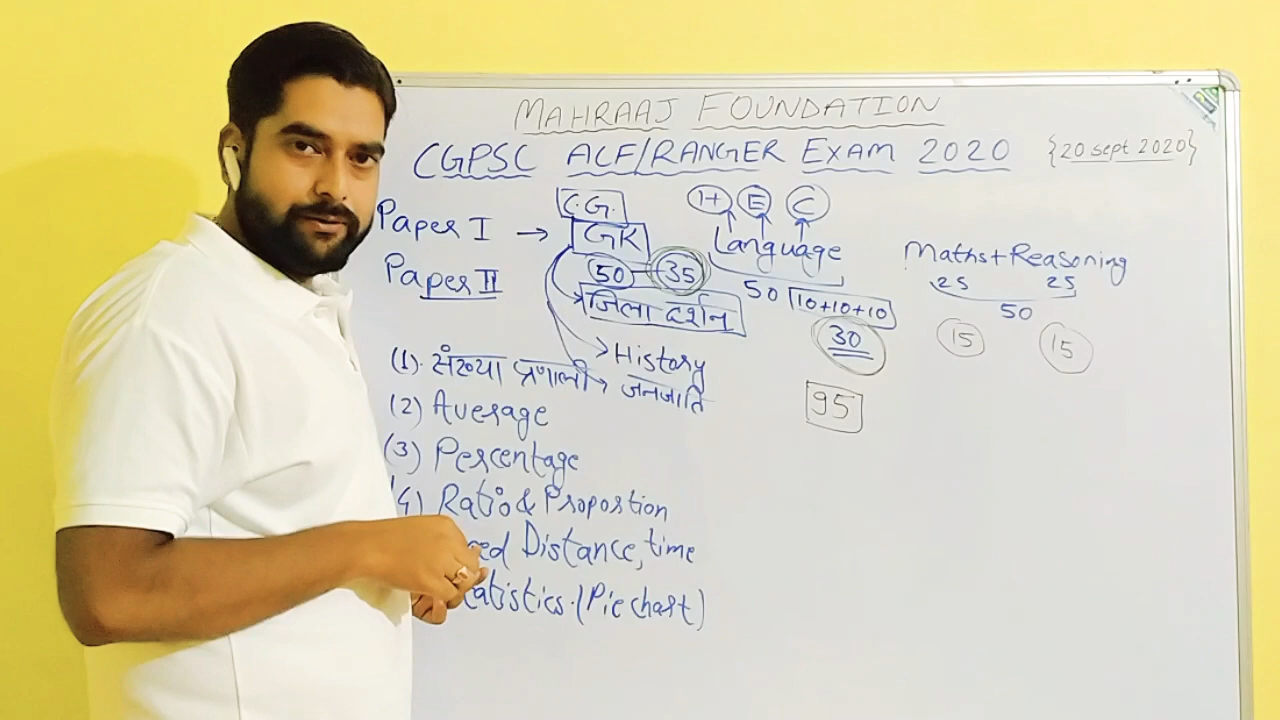 MAHRAAJ FOUNDATION
CGPSC ACF/RANGER EXAM 2020 {20 sept 2020}
C.G. H E C
Paper I → GK Language Maths+Reasoning
Paper II 50 35 50 10+10+10 25 25
50
जिला दर्शन 30 15 15
History
(1). संख्या प्रणाली जनजाति 95
(2) Average
(3) Percentage
(4) Ratio & Proportion
Distance, time
(Pie chart)